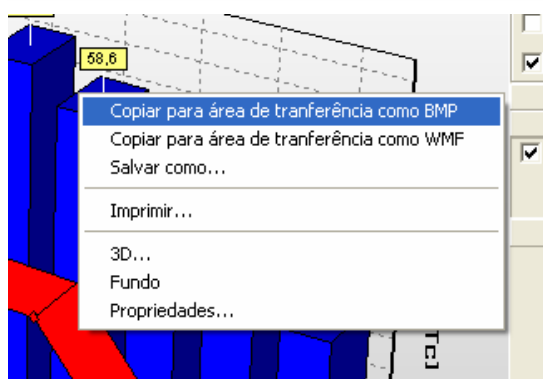 58,6
Copiar para área de tranferência como BMP
Copiar para área de tranferência como WMF
Salvar como...
Imprimir...
3D...
Fundo
Propriedades...
Tc]